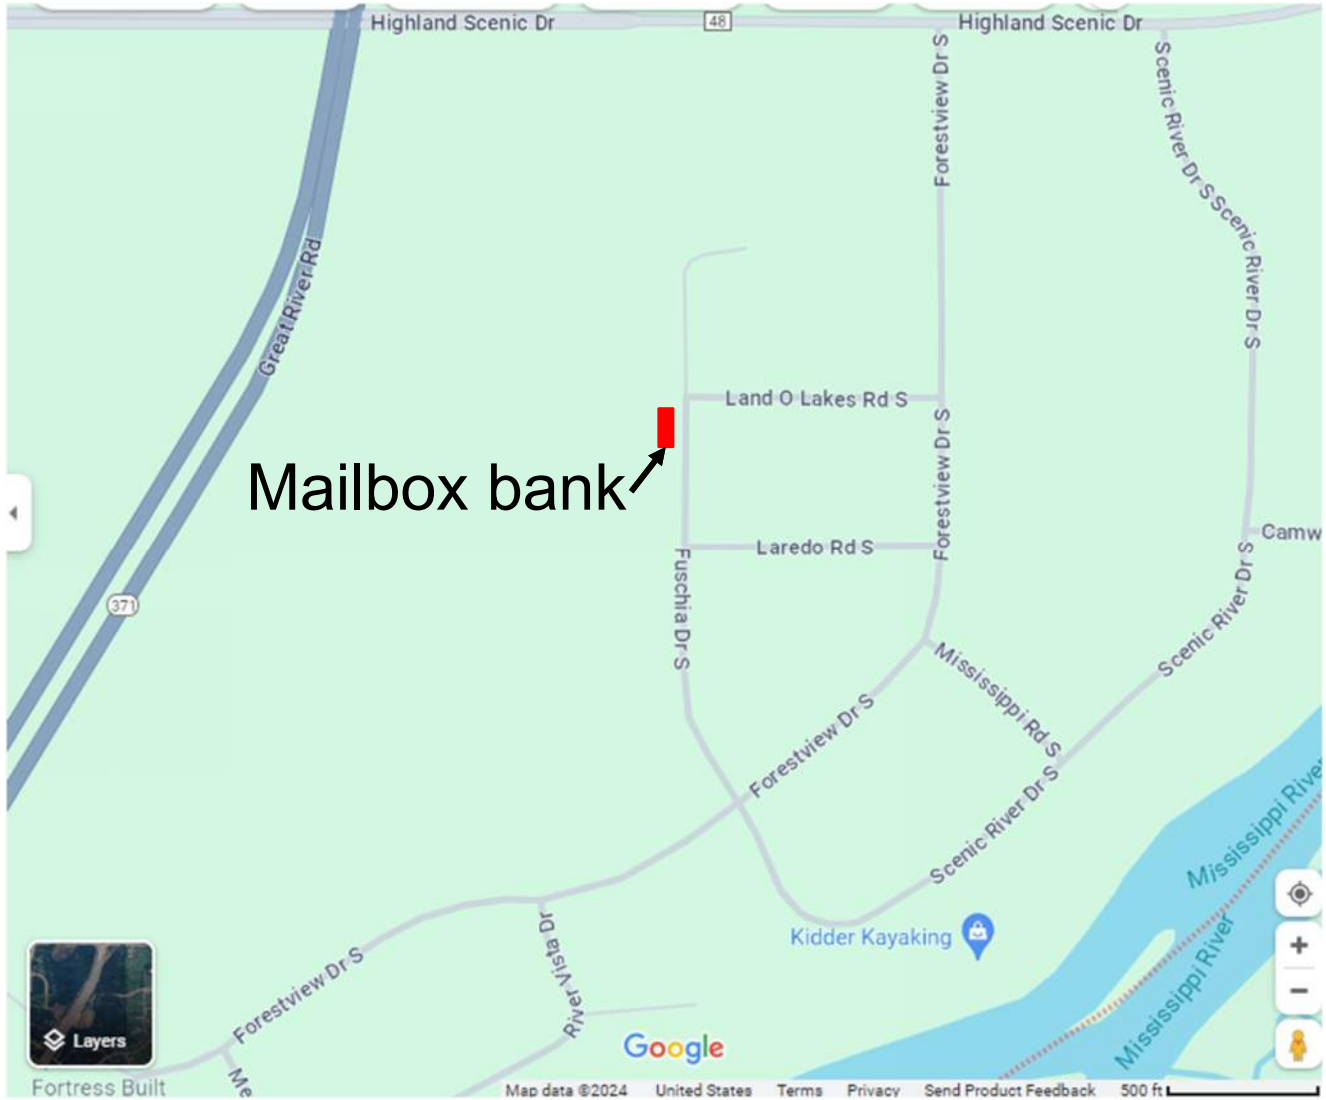 Highland Scenic Dr
48
Highland Scenic Dr
Forestview Dr S
Scenic River Dr S
Scenic River Dr S
Great River Rd
Land O Lakes Rd S
Mailbox bank
Forestview Dr S
Laredo Rd S
Camw
371
Fuschia Dr S
Scenic River Dr S
Mississippi Rd S
Forestview Dr S
Scenic River Dr S
Mississippi River
Kidder Kayaking
Forestview Dr S
River Vista Dr
Mississippi River
Layers
Google
Me
Fortress Built
Map data ©2024 United States Terms Privacy Send Product Feedback 500 ft